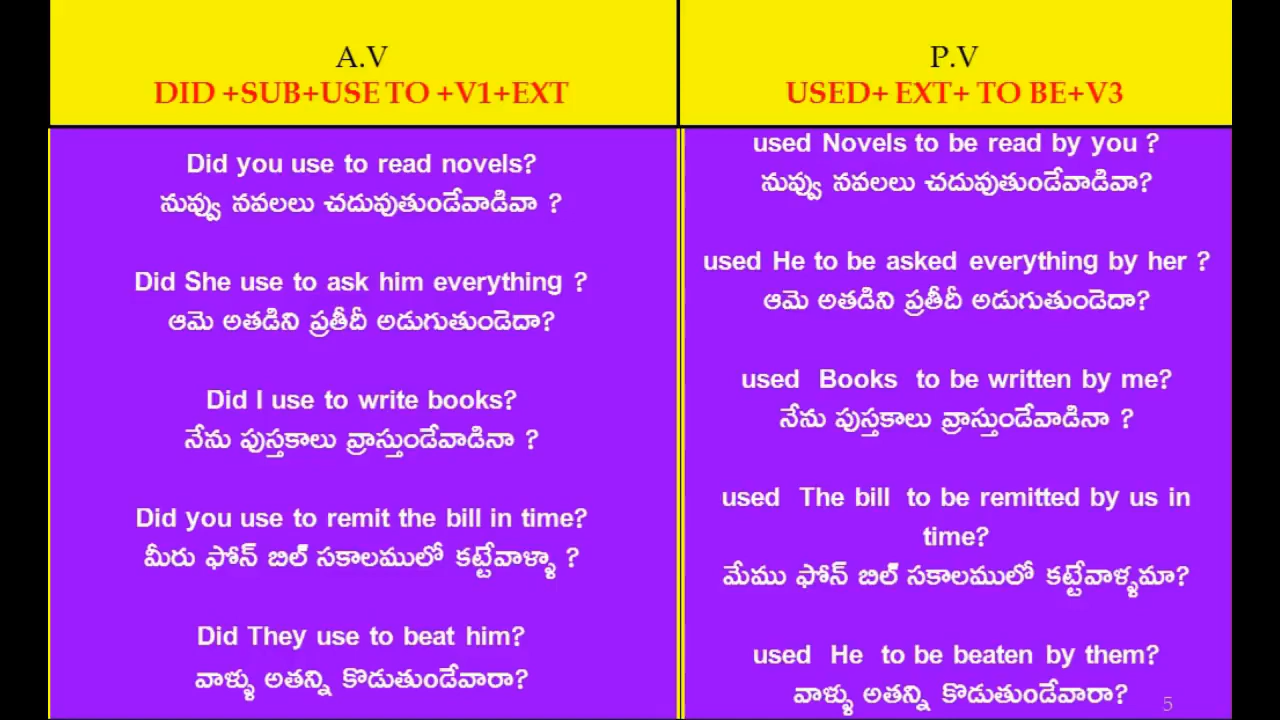 A.V
DID +SUB+USE TO +V1+EXT
Did you use to read novels?
నువ్వు నవలలు చదువుతుండేవాడివా ?
Did She use to ask him everything ?
ఆమె అతడిని ప్రతీదీ అడుగుతుండెదా?
Did I use to write books?
నేను పుస్తకాలు వ్రాస్తుండేవాడినా ?
Did you use to remit the bill in time?
మీరు ఫోన్ బిల్ సకాలములో కట్టేవాళ్ళా ?
Did They use to beat him?
వాళ్ళు అతన్ని కొడుతుండేవారా?
P.V
USED+ EXT+ TO BE+V3
used Novels to be read by you ?
నువ్వు నవలలు చదువుతుండేవాడివా?
used He to be asked everything by her ?
ఆమె అతడిని ప్రతీదీ అడుగుతుండెదా?
used Books to be written by me?
నేను పుస్తకాలు వ్రాస్తుండేవాడినా ?
used The bill to be remitted by us in
time?
మేము ఫోన్ బిల్ సకాలములో కట్టేవాళ్ళమా?
used He to be beaten by them?
వాళ్ళు అతన్ని కొడుతుండేవారా?
5